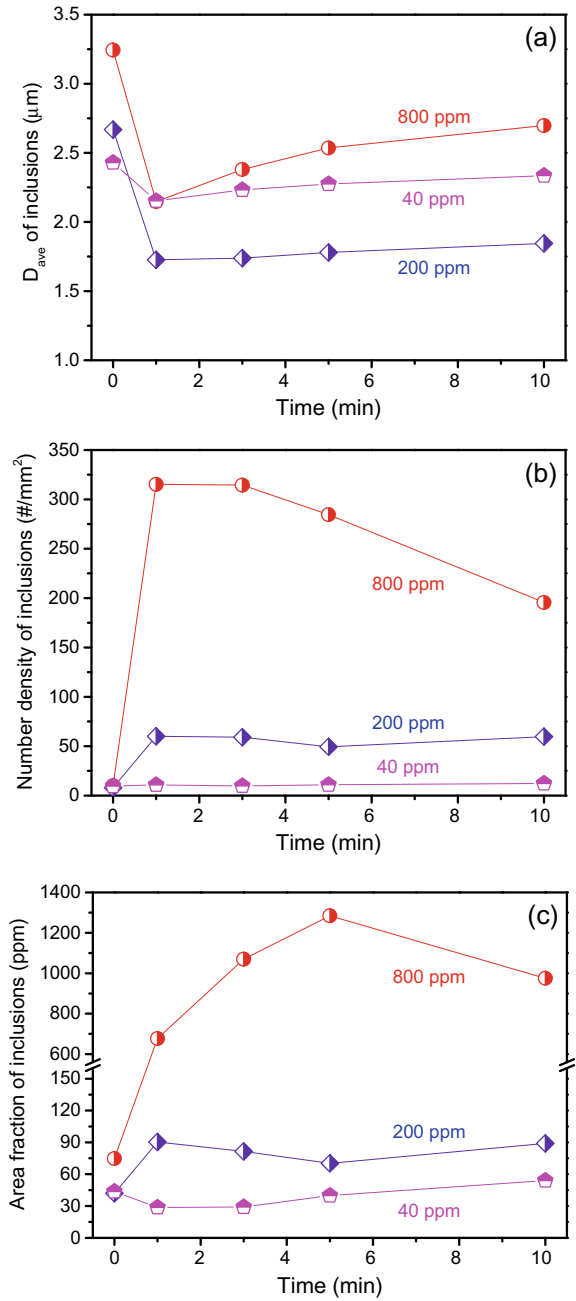 (a)
3.5
3.0
2.5
2.0
1.5
1.0
D_ave of inclusions (μm)
800 ppm
40 ppm
200 ppm
0 2 4 6 8 10
Time (min)
(b)
350
300
250
200
150
100
50
0
Number density of inclusions (#/mm²)
800 ppm
200 ppm
40 ppm
0 2 4 6 8 10
Time (min)
(c)
1400
1200
1000
800
600
150
120
90
60
30
0
Area fraction of inclusions (ppm)
800 ppm
200 ppm
40 ppm
0 2 4 6 8 10
Time (min)